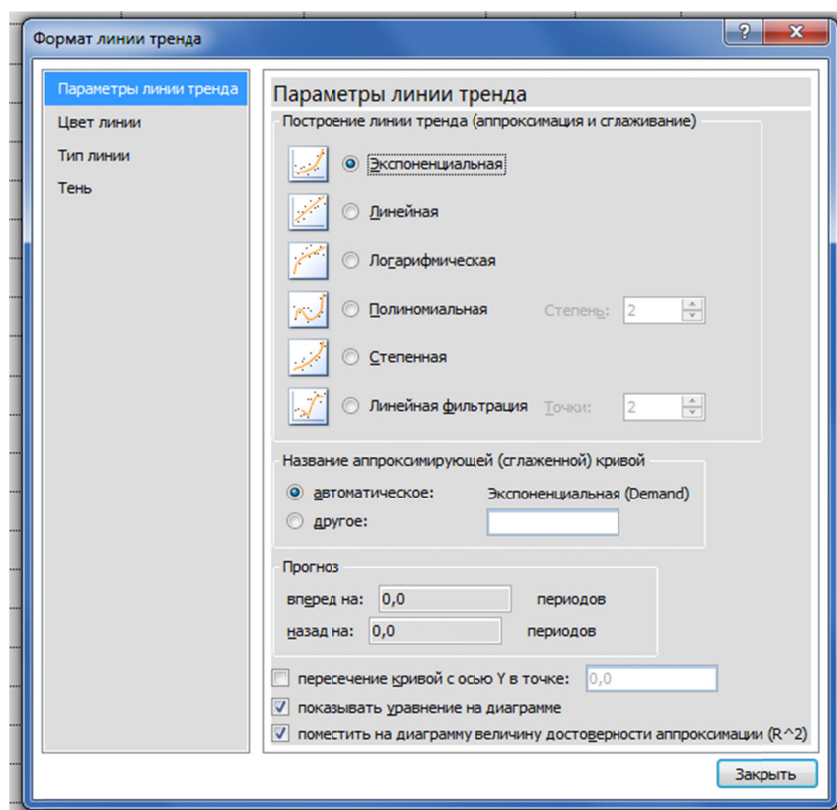 Формат линии тренда
Параметры линии тренда
Цвет линии
Тип линии
Тень
Параметры линии тренда
Построение линии тренда (аппроксимация и сглаживание)
Экспоненциальная
Линейная
Логарифмическая
Полиномиальная Степень: 2
Степенная
Линейная фильтрация Точки: 2
Название аппроксимирующей (сглаженной) кривой
автоматическое: Экспоненциальная (Demand)
другое:
Прогноз
вперед на: 0,0 периодов
назад на: 0,0 периодов
пересечение кривой с осью Y в точке: 0,0
показывать уравнение на диаграмме
поместить на диаграмму величину достоверности аппроксимации (R^2)
Закрыть